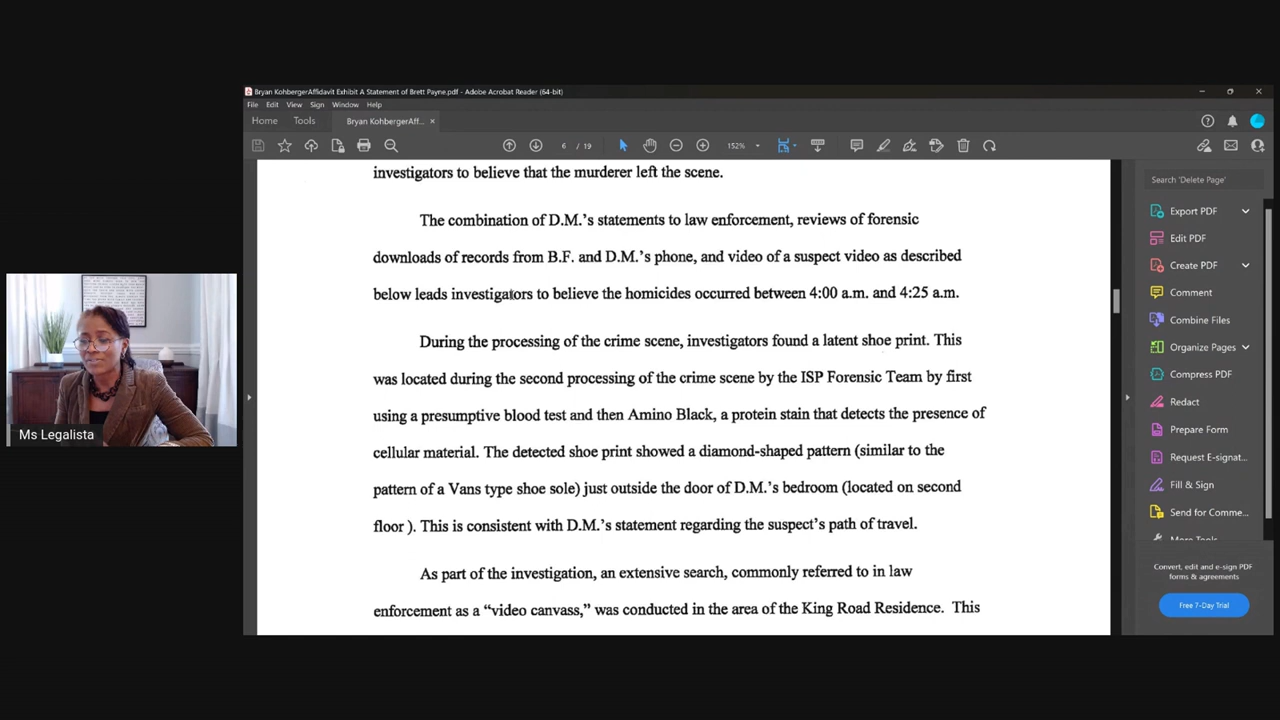 Bryan KohbergerAffidavit Exhibit A Statement of Brett Payne.pdf - Adobe Acrobat Reader (64-bit)
File Edit View Sign Window Help
Home Tools Bryan KohbergerAff... ×
6 / 19 152%
investigators to believe that the murderer left the scene.
The combination of D.M.'s statements to law enforcement, reviews of forensic
downloads of records from B.F. and D.M.'s phone, and video of a suspect video as described
below leads investigators to believe the homicides occurred between 4:00 a.m. and 4:25 a.m.
During the processing of the crime scene, investigators found a latent shoe print. This
was located during the second processing of the crime scene by the ISP Forensic Team by first
using a presumptive blood test and then Amino Black, a protein stain that detects the presence of
cellular material. The detected shoe print showed a diamond-shaped pattern (similar to the
pattern of a Vans type shoe sole) just outside the door of D.M.'s bedroom (located on second
floor ). This is consistent with D.M.'s statement regarding the suspect's path of travel.
As part of the investigation, an extensive search, commonly referred to in law
enforcement as a "video canvass," was conducted in the area of the King Road Residence. This
Search 'Delete Page'
Export PDF
Edit PDF
Create PDF
Comment
Combine Files
Organize Pages
Compress PDF
Redact
Prepare Form
Request E-signat...
Fill & Sign
Send for Comme...
More Tools
Convert, edit and e-sign PDF
forms & agreements
Free 7-Day Trial
Ms Legalista